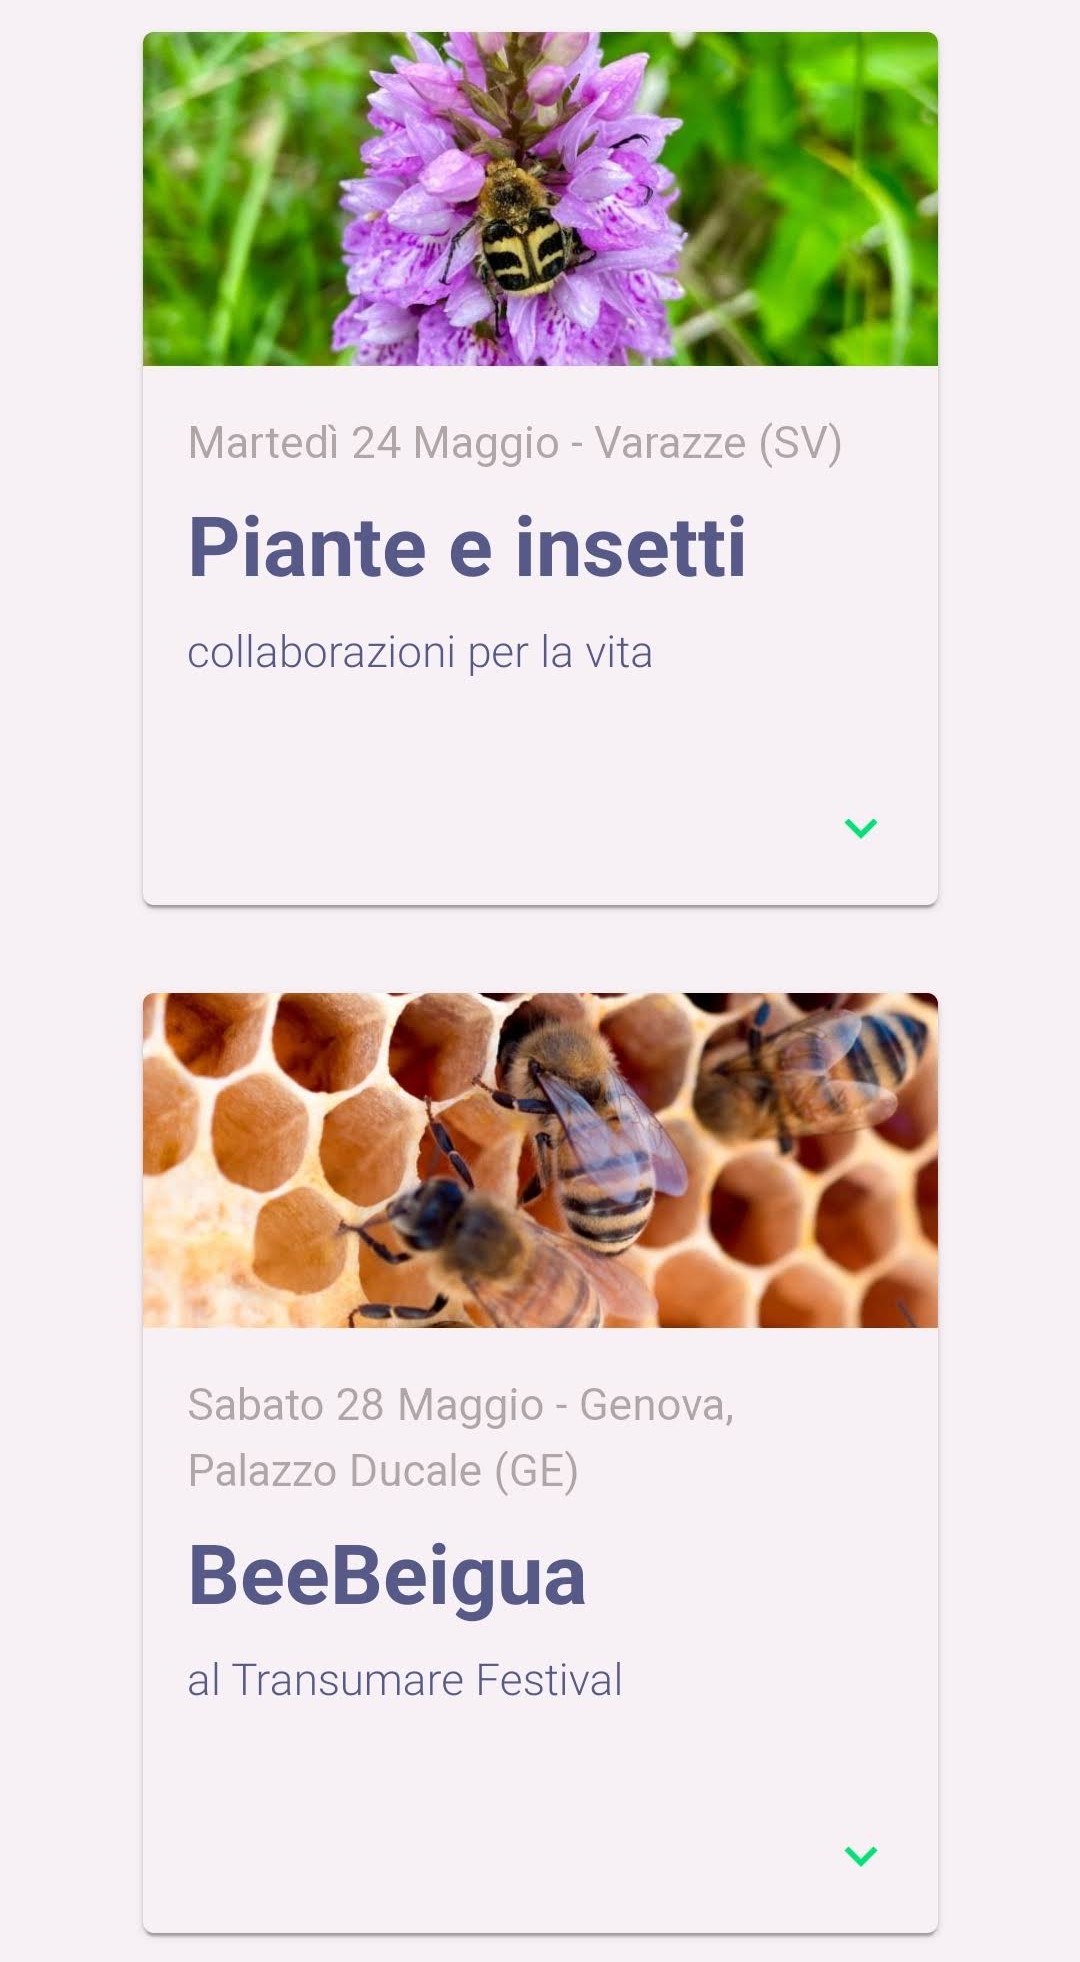 Martedì 24 Maggio - Varazze (SV)
Piante e insetti
collaborazioni per la vita
Sabato 28 Maggio - Genova,
Palazzo Ducale (GE)
BeeBeigua
al Transumare Festival